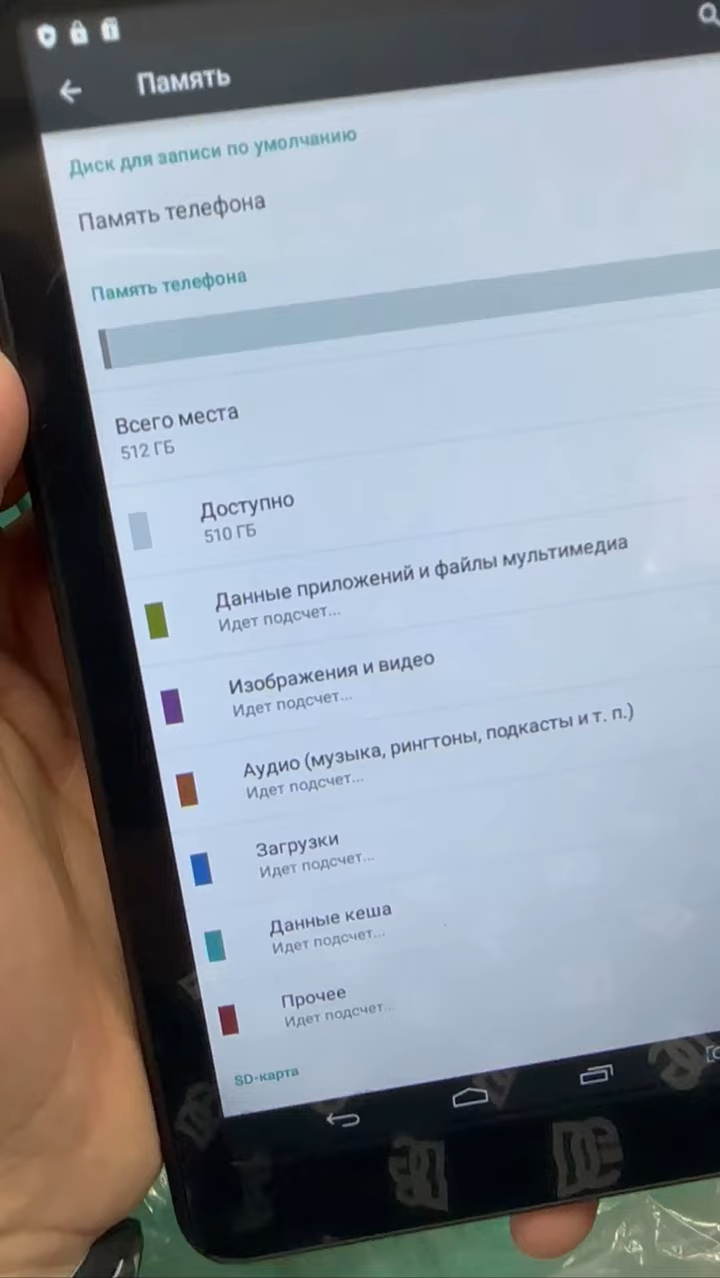 Память
Диск для записи по умолчанию
Память телефона
Память телефона
Всего места
512 ГБ
Доступно
510 ГБ
Данные приложений и файлы мультимедиа
Идет подсчет...
Изображения и видео
Идет подсчет...
Аудио (музыка, рингтоны, подкасты и т. п.)
Идет подсчет...
Загрузки
Идет подсчет...
Данные кеша
Идет подсчет...
Прочее
Идет подсчет...
SD-карта